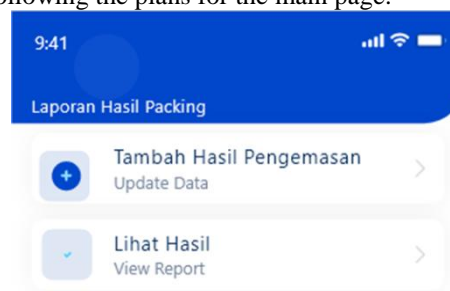 ollowing the plans for the main page.
9:41
Laporan Hasil Packing
Tambah Hasil Pengemasan
Update Data
Lihat Hasil
View Report